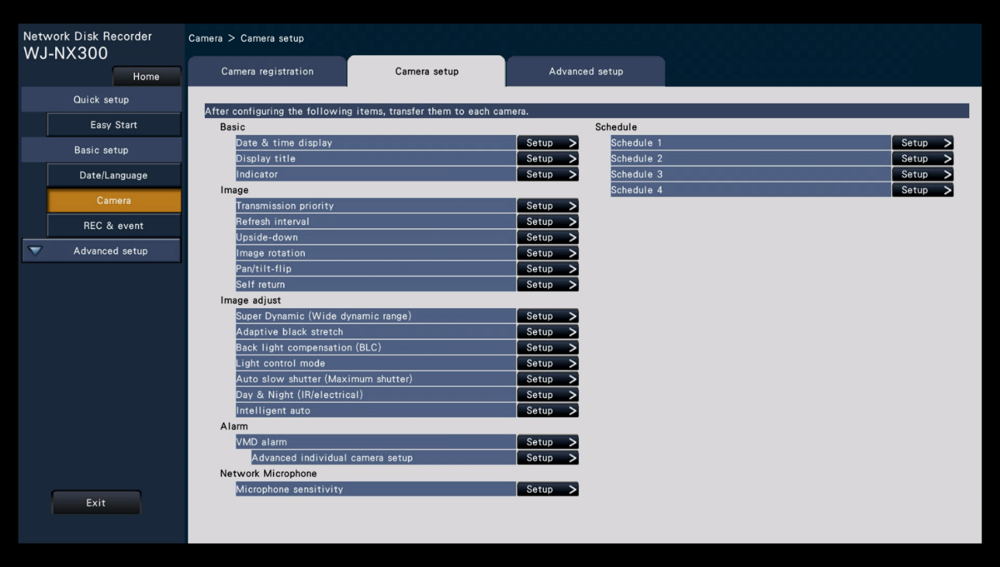 Network Disk Recorder
WJ-NX300
Home
Quick setup
Easy Start
Basic setup
Date/Language
Camera
REC & event
Advanced setup
Exit
Camera > Camera setup
Camera registration
Camera setup
Advanced setup
After configuring the following items, transfer them to each camera.
Basic
Date & time display Setup >
Display title Setup >
Indicator Setup >
Image
Transmission priority Setup >
Refresh interval Setup >
Upside-down Setup >
Image rotation Setup >
Pan/tilt-flip Setup >
Self return Setup >
Image adjust
Super Dynamic (Wide dynamic range) Setup >
Adaptive black stretch Setup >
Back light compensation (BLC) Setup >
Light control mode Setup >
Auto slow shutter (Maximum shutter) Setup >
Day & Night (IR/electrical) Setup >
Intelligent auto Setup >
Alarm
VMD alarm Setup >
Advanced individual camera setup Setup >
Network Microphone
Microphone sensitivity Setup >
Schedule
Schedule 1 Setup >
Schedule 2 Setup >
Schedule 3 Setup >
Schedule 4 Setup >